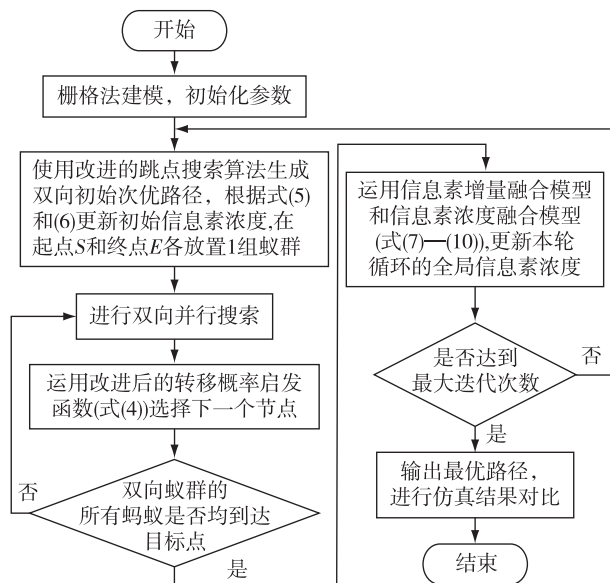 开始
栅格法建模，初始化参数
使用改进的跳点搜索算法生成
双向初始次优路径，根据式(5)
和(6)更新初始信息素浓度,在
起点S和终点E各放置1组蚁群
进行双向并行搜索
运用改进后的转移概率启发
函数(式(4))选择下一个节点
否
双向蚁群的
所有蚂蚁是否均到达
目标点
是
运用信息素增量融合模型
和信息素浓度融合模型
(式(7)—(10)),更新本轮
循环的全局信息素浓度
是否达到
最大迭代次数
否
是
输出最优路径，
进行仿真结果对比
结束